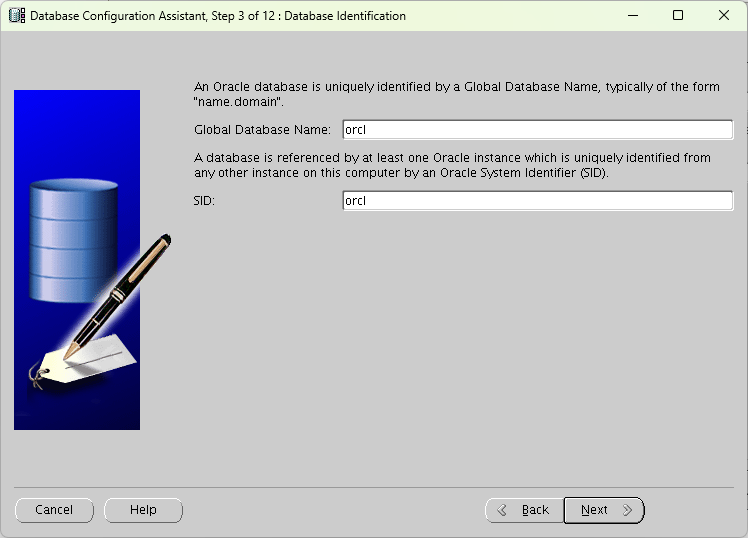 Database Configuration Assistant, Step 3 of 12 : Database Identification
An Oracle database is uniquely identified by a Global Database Name, typically of the form
"name.domain".
Global Database Name: orcl
A database is referenced by at least one Oracle instance which is uniquely identified from
any other instance on this computer by an Oracle System Identifier (SID).
SID: orcl
Cancel Help Back Next